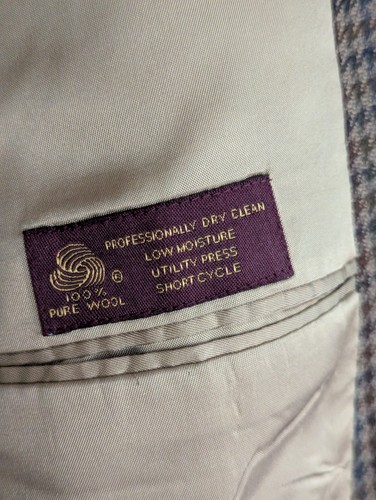 PROFESSIONALLY DRY CLEAN
LOW MOISTURE
UTILITY PRESS
SHORT CYCLE
100%
PURE WOOL